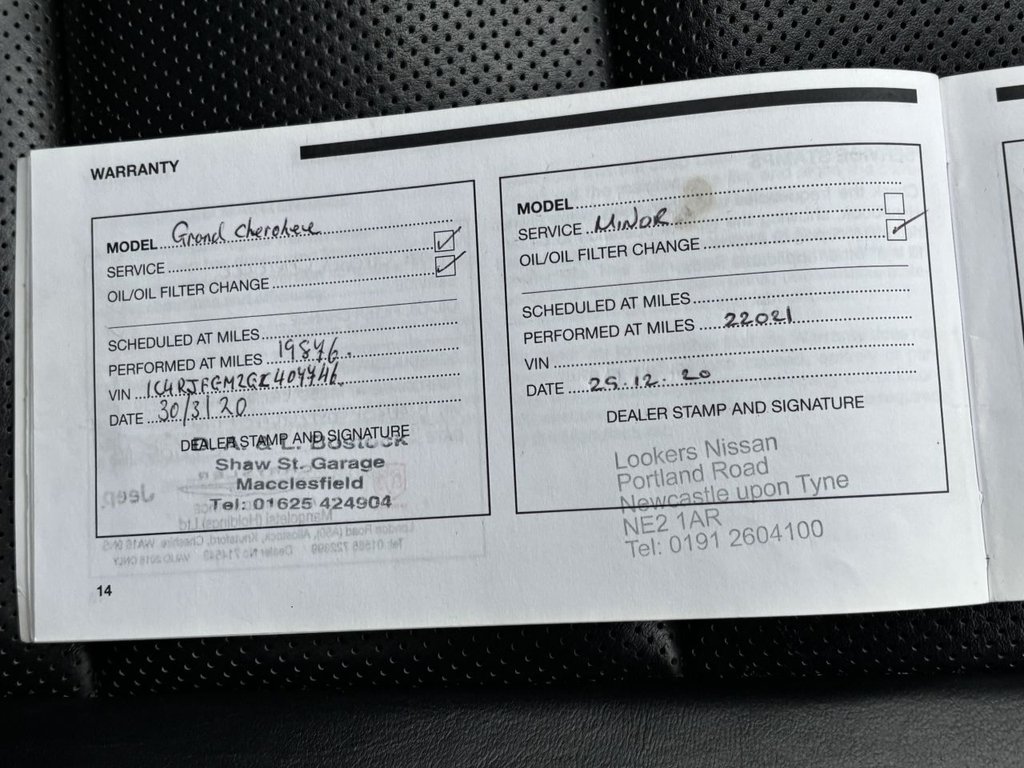 WARRANTY
MODEL Grand Cherokee
SERVICE
OIL/OIL FILTER CHANGE
SCHEDULED AT MILES
PERFORMED AT MILES 19846.
VIN
DATE 30/3/20
DEALER STAMP AND SIGNATURE
& L. Bostock
Shaw St. Garage
Macclesfield
Tel: 01625 424904
14
MODEL
SERVICE MINOR
OIL/OIL FILTER CHANGE
SCHEDULED AT MILES
PERFORMED AT MILES 22021
VIN
DATE 29.12.20
DEALER STAMP AND SIGNATURE
Lookers Nissan
Portland Road
Newcastle upon Tyne
NE2 1AR
Tel: 0191 2604100